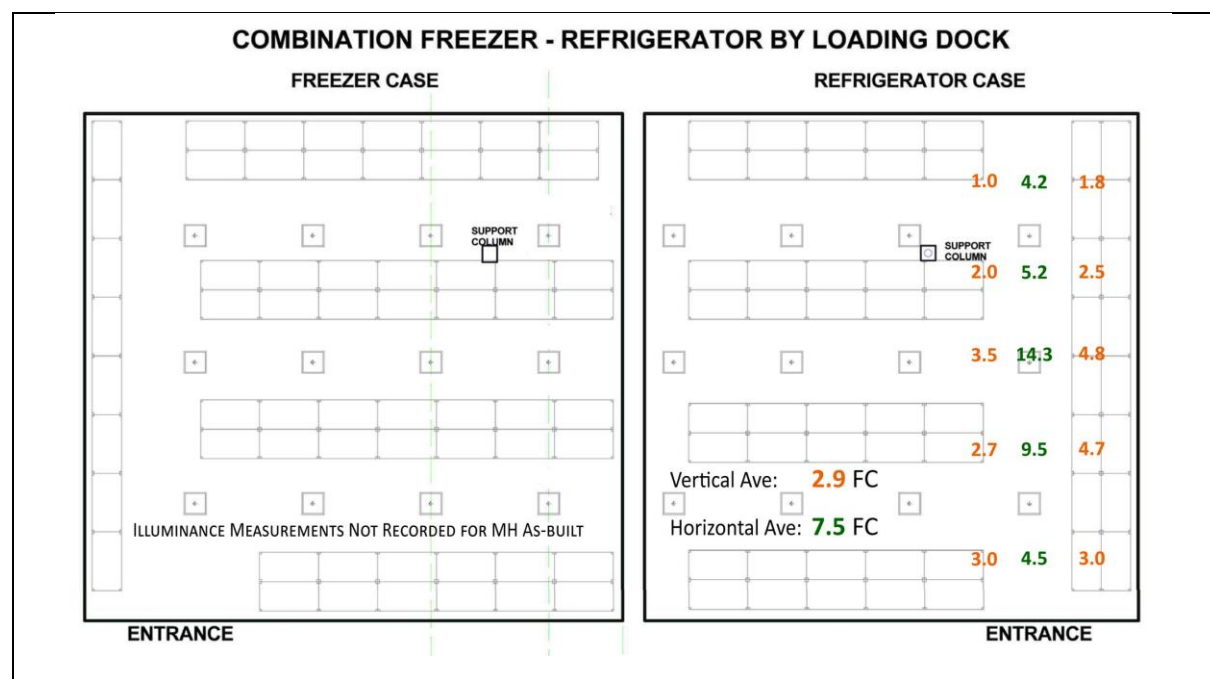 COMBINATION FREEZER - REFRIGERATOR BY LOADING DOCK
FREEZER CASE
REFRIGERATOR CASE
SUPPORT
COLUMN
ILLUMINANCE MEASUREMENTS NOT RECORDED FOR MH AS-BUILT
ENTRANCE
1.0 4.2 1.8
SUPPORT
COLUMN
2.0 5.2 2.5
3.5 14.3 4.8
2.7 9.5 4.7
Vertical Ave: 2.9 FC
Horizontal Ave: 7.5 FC
3.0 4.5 3.0
ENTRANCE